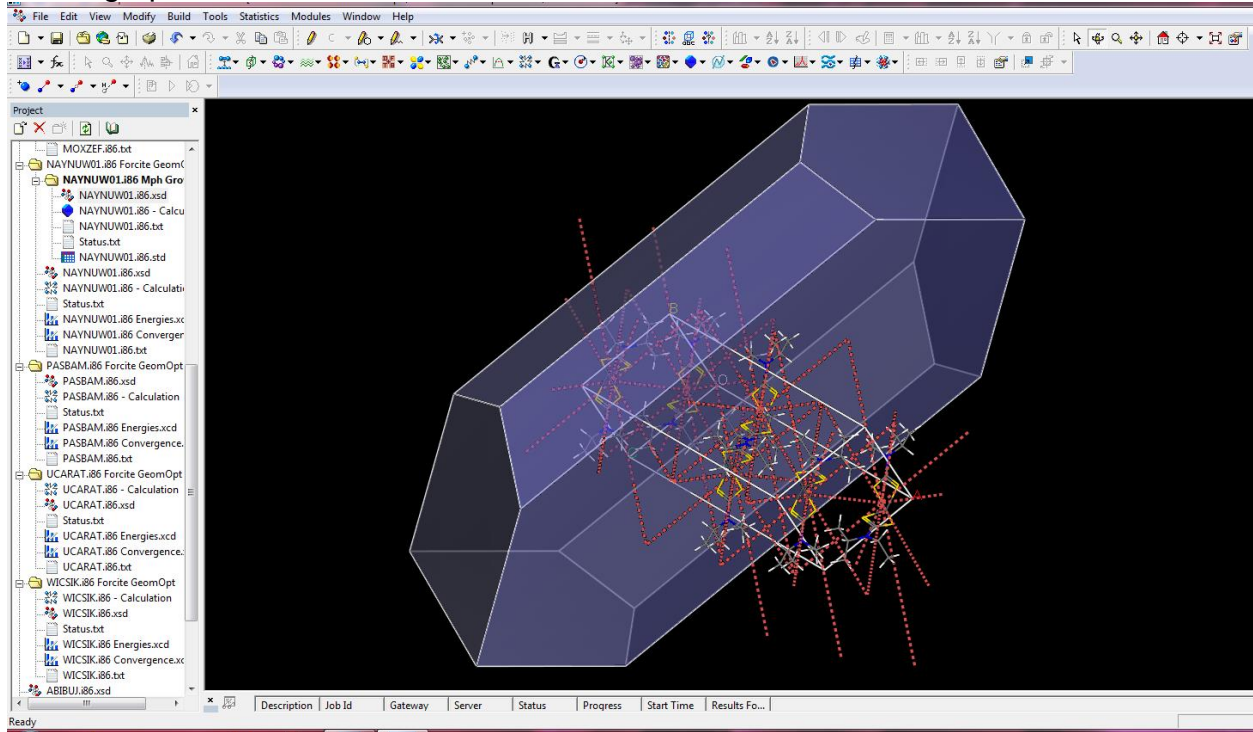 File Edit View Modify Build Tools Statistics Modules Window Help
Project
MOXZEF.i86.txt
NAYNUW01.i86 Forcite Geom(
NAYNUW01.i86 Mph Gro
NAYNUW01.i86.xsd
NAYNUW01.i86 - Calcu
NAYNUW01.i86.txt
Status.txt
NAYNUW01.i86.std
NAYNUW01.i86.xsd
NAYNUW01.i86 - Calculati
Status.txt
NAYNUW01.i86 Energies.xc
NAYNUW01.i86 Converger
NAYNUW01.i86.txt
PASBAM.i86 Forcite GeomOpt
PASBAM.i86.xsd
PASBAM.i86 - Calculation
Status.txt
PASBAM.i86 Energies.xcd
PASBAM.i86 Convergence.
PASBAM.i86.txt
UCARAT.i86 Forcite GeomOpt
UCARAT.i86 - Calculation
UCARAT.i86.xsd
Status.txt
UCARAT.i86 Energies.xcd
UCARAT.i86 Convergence.
UCARAT.i86.txt
WICSIK.i86 Forcite GeomOpt
WICSIK.i86 - Calculation
WICSIK.i86.xsd
Status.txt
WICSIK.i86 Energies.xcd
WICSIK.i86 Convergence.xc
WICSIK.i86.txt
ABIBUJ.i86.xsd
B
O
Description Job Id Gateway Server Status Progress Start Time Results Fo...
Ready